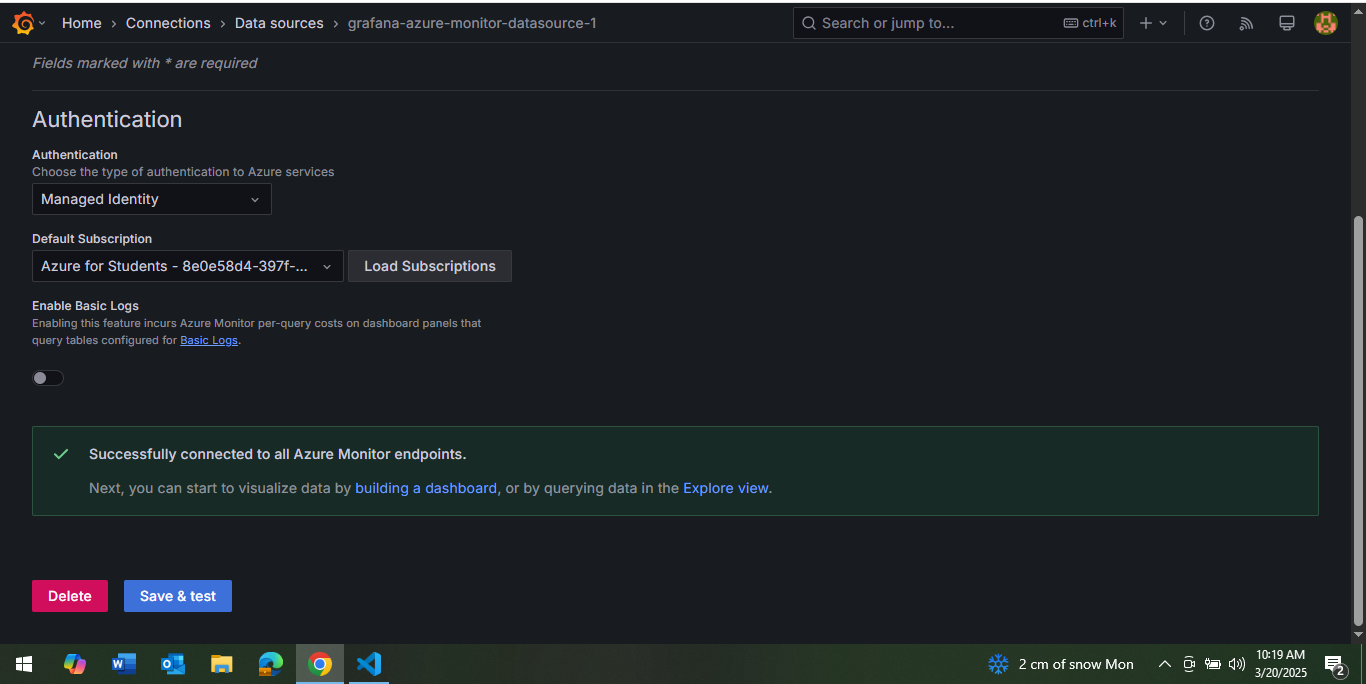 Home › Connections › Data sources › grafana-azure-monitor-datasource-1
Search or jump to... ctrl+k
Fields marked with * are required
Authentication
Authentication
Choose the type of authentication to Azure services
Managed Identity
Default Subscription
Azure for Students - 8e0e58d4-397f-...
Load Subscriptions
Enable Basic Logs
Enabling this feature incurs Azure Monitor per-query costs on dashboard panels that
query tables configured for Basic Logs.
Successfully connected to all Azure Monitor endpoints.
Next, you can start to visualize data by building a dashboard, or by querying data in the Explore view.
Delete
Save & test
2 cm of snow Mon
10:19 AM
3/20/2025
2